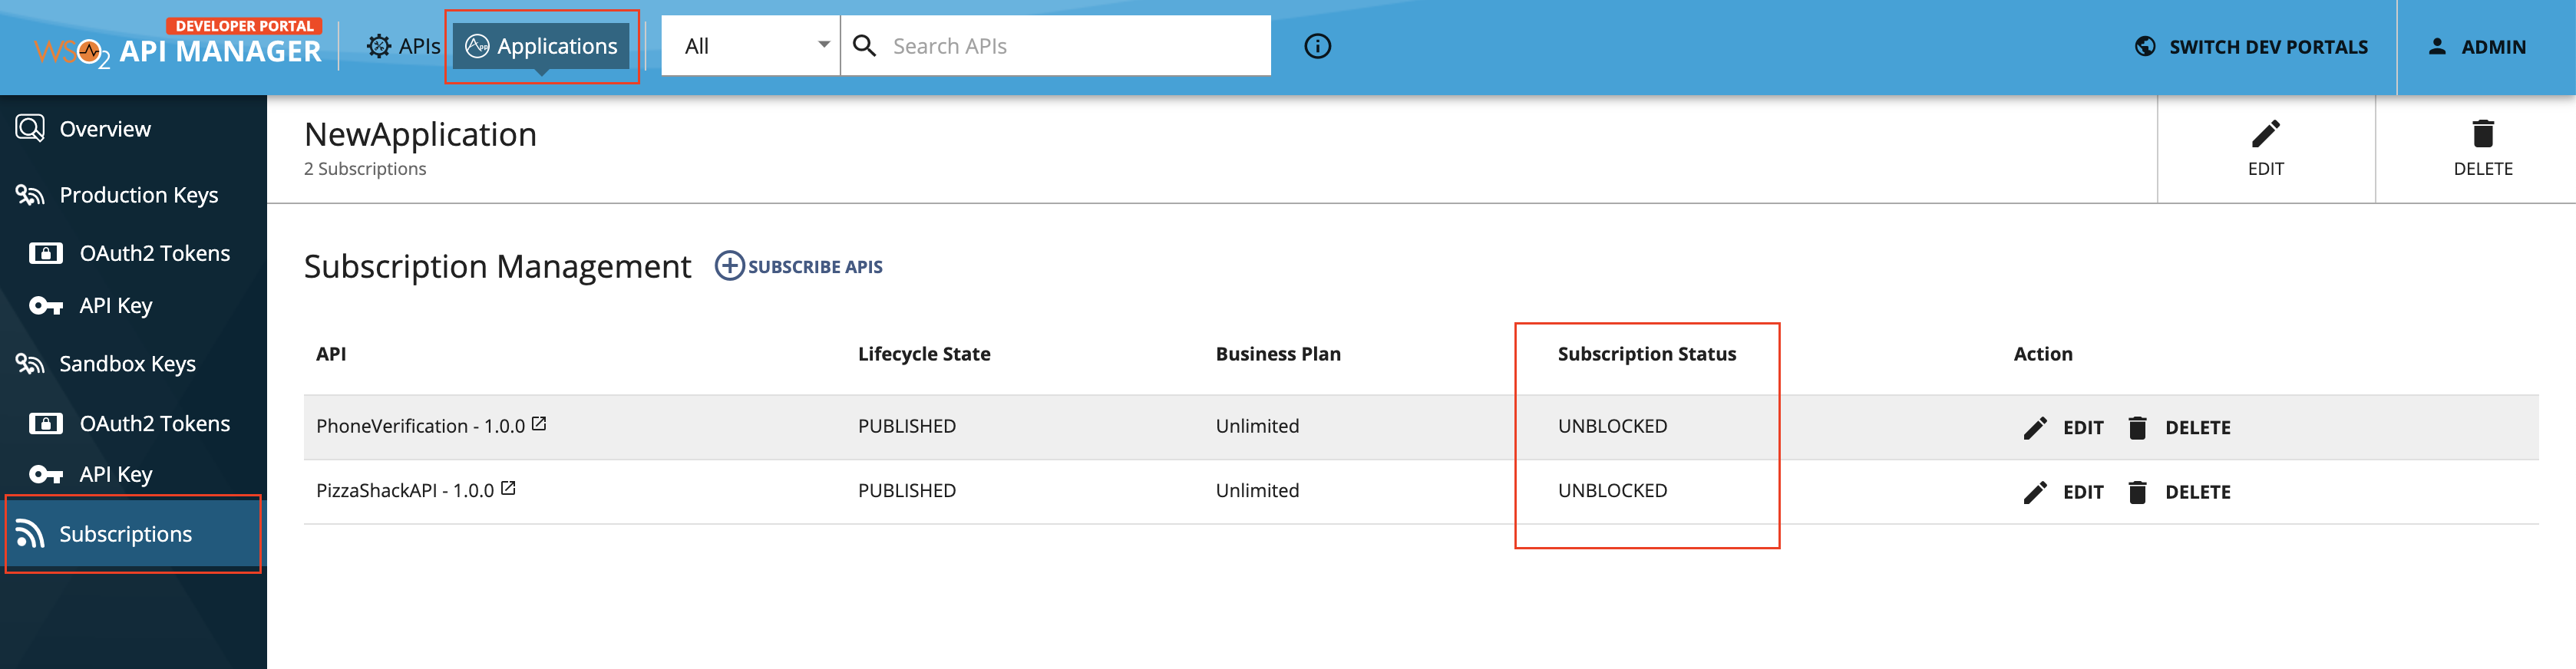 DEVELOPER PORTAL
WSO2 API MANAGER
APIs
Applications
All
Search APIs
SWITCH DEV PORTALS
ADMIN
Overview
Production Keys
OAuth2 Tokens
API Key
Sandbox Keys
OAuth2 Tokens
API Key
Subscriptions
NewApplication
2 Subscriptions
EDIT
DELETE
Subscription Management
SUBSCRIBE APIS
API Lifecycle State Business Plan Subscription Status Action
PhoneVerification - 1.0.0 PUBLISHED Unlimited UNBLOCKED EDIT DELETE
PizzaShackAPI - 1.0.0 PUBLISHED Unlimited UNBLOCKED EDIT DELETE